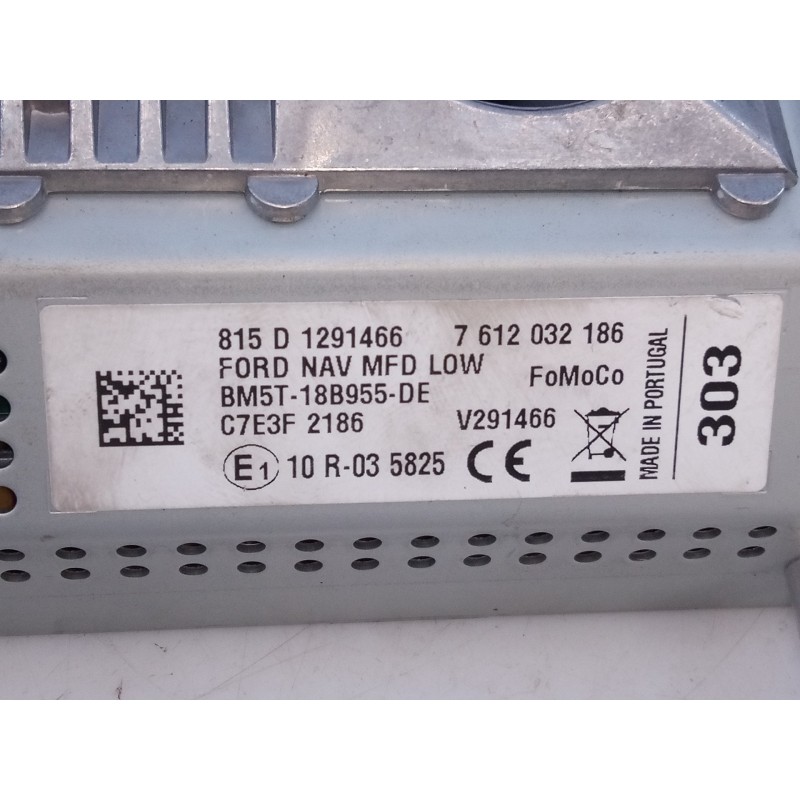 815 D 1291466 7 612 032 186
FORD NAV MFD LOW
BM5T-18B955-DE FoMoCo
C7E3F 2186 V291466
E1 10 R-03 5825 CE
MADE IN PORTUGAL
303